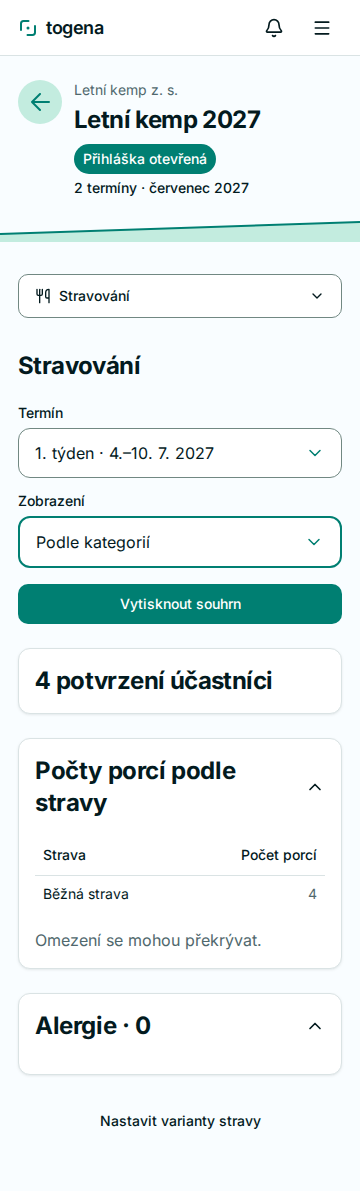 togena
Letní kemp z. s.
Letní kemp 2027
Přihláška otevřená
2 termíny · červenec 2027
Stravování
Stravování
Termín
1. týden · 4.–10. 7. 2027
Zobrazení
Podle kategorií
Vytisknout souhrn
4 potvrzení účastníci
Počty porcí podle
stravy
Strava Počet porcí
Běžná strava 4
Omezení se mohou překrývat.
Alergie · 0
Nastavit varianty stravy